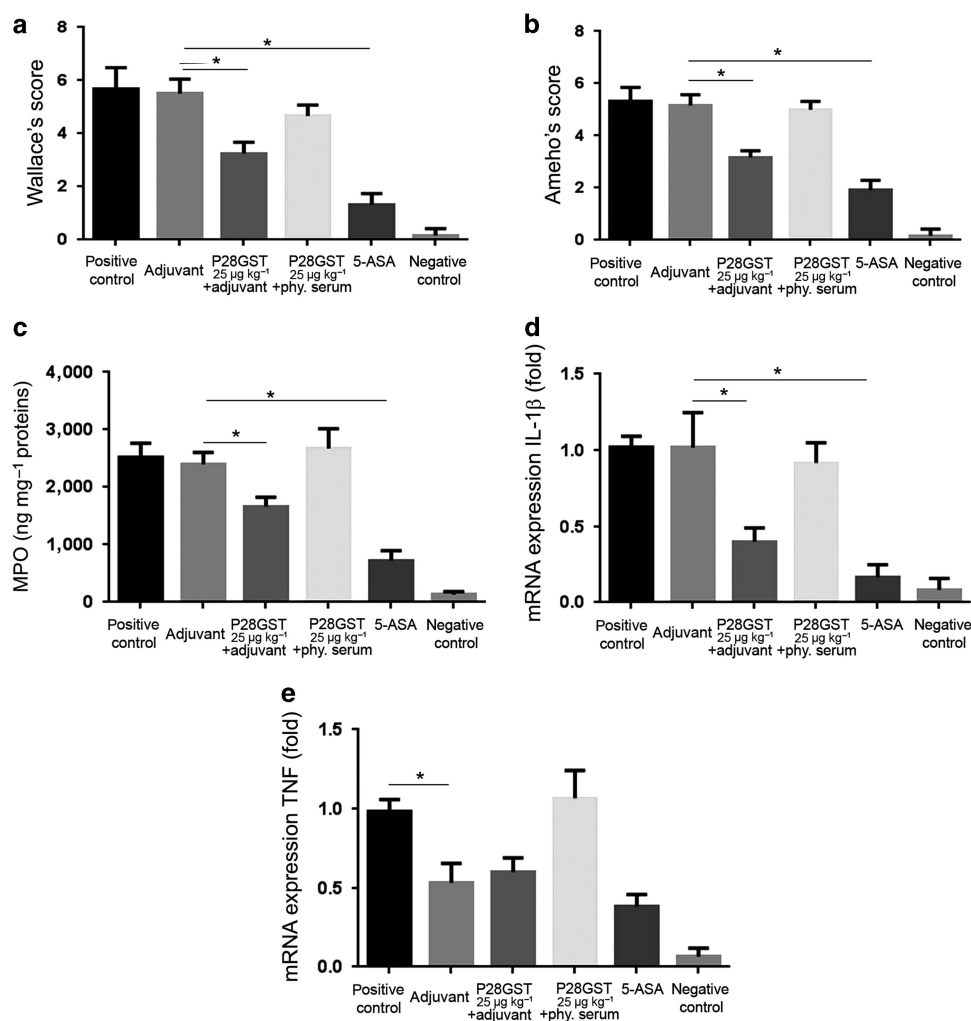 a
Wallace's score
8
6
4
2
0
*
*
Positive control
Adjuvant
P28GST 25 µg kg⁻¹ +adjuvant
P28GST 25 µg kg⁻¹ +phy. serum
5-ASA
Negative control
b
Ameho's score
8
6
4
2
0
*
*
Positive control
Adjuvant
P28GST 25 µg kg⁻¹ +adjuvant
P28GST 25 µg kg⁻¹ +phy. serum
5-ASA
Negative control
c
MPO (ng mg⁻¹ proteins)
4,000
3,000
2,000
1,000
0
*
*
Positive control
Adjuvant
P28GST 25 µg kg⁻¹ +adjuvant
P28GST 25 µg kg⁻¹ +phy. serum
5-ASA
Negative control
d
mRNA expression IL-1β (fold)
1.5
1.0
0.5
0.0
*
*
Positive control
Adjuvant
P28GST 25 µg kg⁻¹ +adjuvant
P28GST 25 µg kg⁻¹ +phy. serum
5-ASA
Negative control
e
mRNA expression TNF (fold)
1.5
1.0
0.5
0.0
*
Positive control
Adjuvant
P28GST 25 µg kg⁻¹ +adjuvant
P28GST 25 µg kg⁻¹ +phy. serum
5-ASA
Negative control